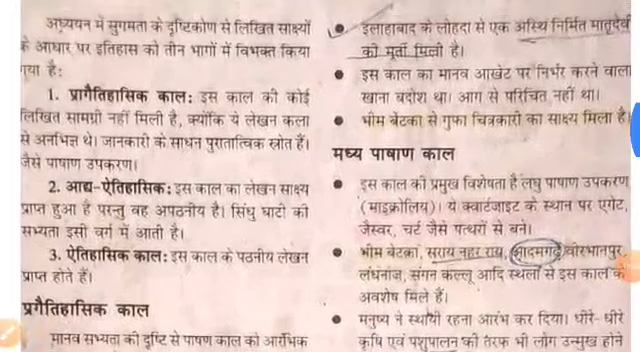 अध्ययन में सुगमता के दृष्टिकोण से लिखित साक्ष्यों
के आधार पर इतिहास को तीन भागों में विभक्त किया
गया है:
1. प्रागैतिहासिक काल: इस काल की कोई
लिखित सामग्री नहीं मिली है, क्योंकि ये लेखन कला
से अनभिज्ञ थे। जानकारी के साधन पुरातात्विक स्रोत हैं।
जैसे पाषाण उपकरण।
2. आद्य-ऐतिहासिक: इस काल का लेखन साक्ष्य
प्राप्त हुआ है परन्तु वह अपठनीय है। सिंधु घाटी की
सभ्यता इसी वर्ग में आती है।
3. ऐतिहासिक काल: इस काल के पठनीय लेखन
प्राप्त होते हैं।
प्रगैतिहासिक काल
मानव सभ्यता की दृष्टि से पाषण काल को आरंभिक
इलाहाबाद के लोहदा से एक अस्थि निर्मित मातृदेवी
की मूर्ती मिली है।
इस काल का मानव आखेट पर निर्भर करने वाला
खाना बदोश था। आग से परिचित नहीं था।
भीम बेटका से गुफा चित्रकारी का साक्ष्य मिला है।
मध्य पाषाण काल
इस काल की प्रमुख विशेषता है लघु पाषाण उपकरण
(माइक्रोलिथ)। ये क्वार्टजाइट के स्थान पर एगेट,
जैस्वर, चर्ट जैसे पत्थरों से बने।
भीम बेटका, सराय नहर राय, आदमगढ़, वीरभानपुर,
लंघनाज, संगन कल्लू आदि स्थलों से इस काल के
अवशेष मिले हैं।
मनुष्य ने स्थायी रहना आरंभ कर दिया। धीरे-धीरे
कृषि एवं पशुपालन की तरफ भी लोग उन्मुख होने